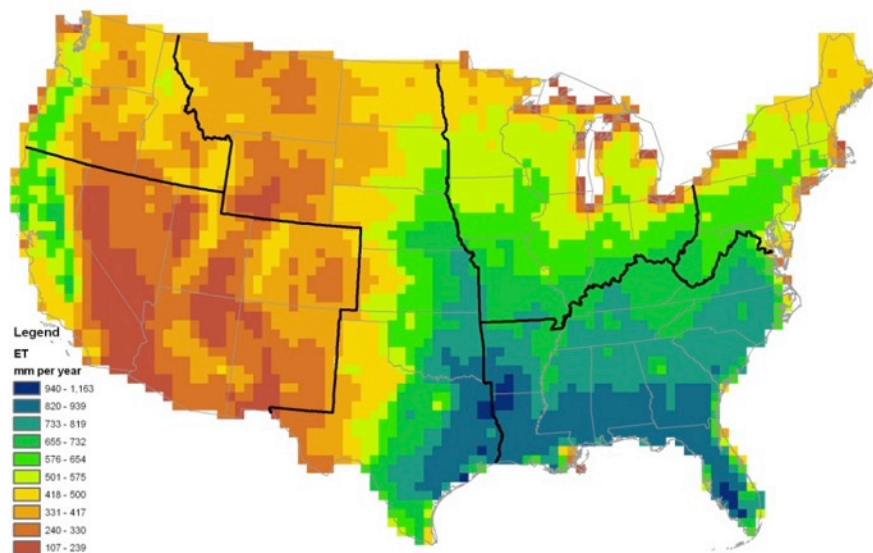 Legend
ET
mm per year
940 - 1,163
820 - 939
733 - 819
655 - 732
576 - 654
501 - 575
418 - 500
331 - 417
240 - 330
107 - 239